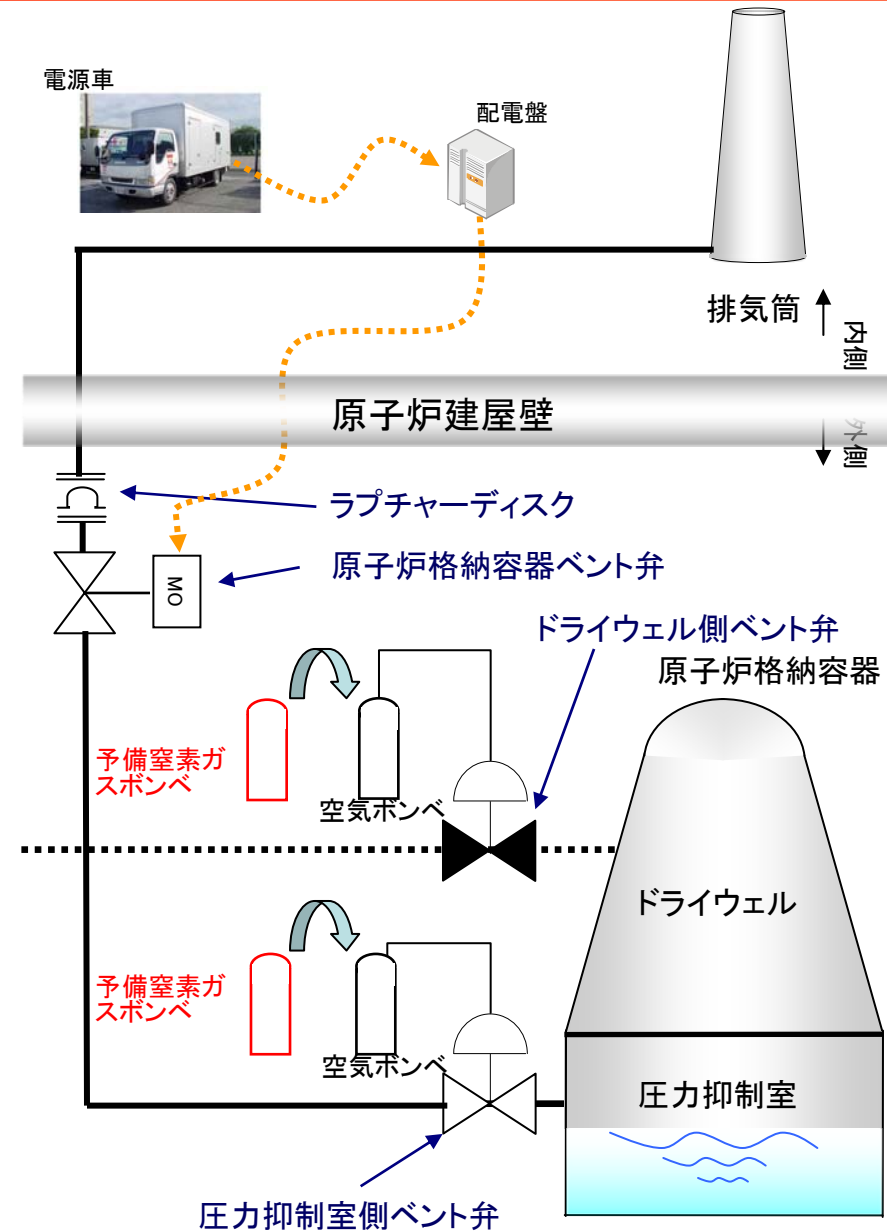 電源車
配電盤
排気筒
内側
外側
原子炉建屋壁
ラプチャーディスク
原子炉格納容器ベント弁
MO
ドライウェル側ベント弁
原子炉格納容器
予備窒素ガ
スボンベ
空気ボンベ
ドライウェル
予備窒素ガ
スボンベ
空気ボンベ
圧力抑制室
圧力抑制室側ベント弁